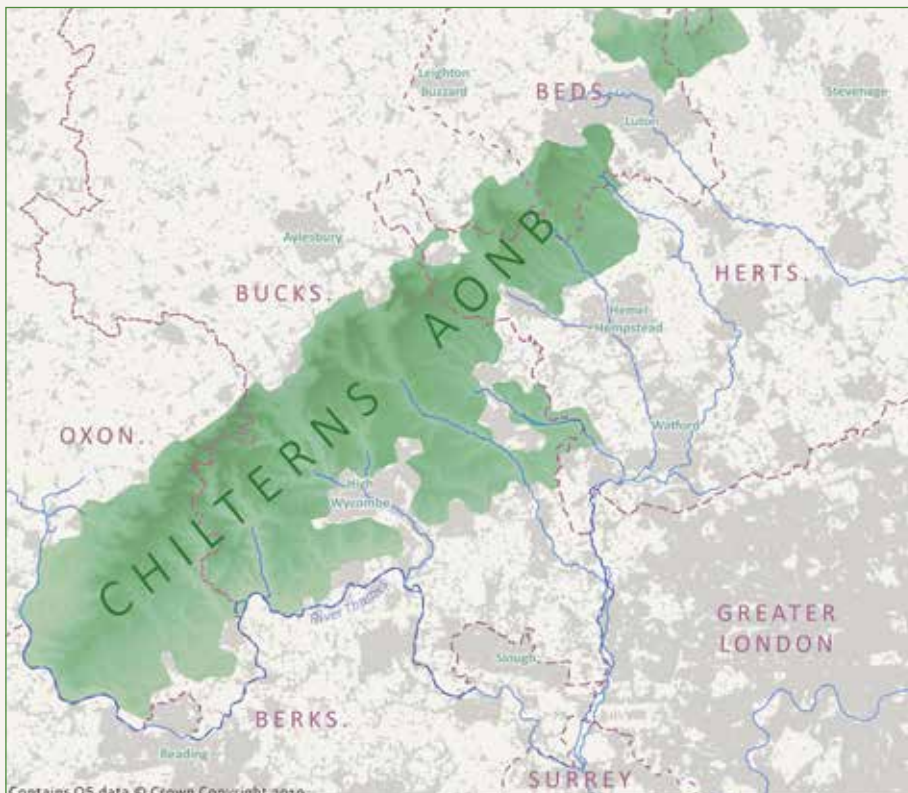 Leighton
Buzzard
BEDS.
Luton
Stevenage
Aylesbury
BUCKS.
HERTS.
Hemel
Hempstead
CHILTERNS AONB
OXON.
Watford
High
Wycombe
River Thames
GREATER
LONDON
Slough
BERKS.
Reading
SURREY
Contains OS data © Crown Copyright